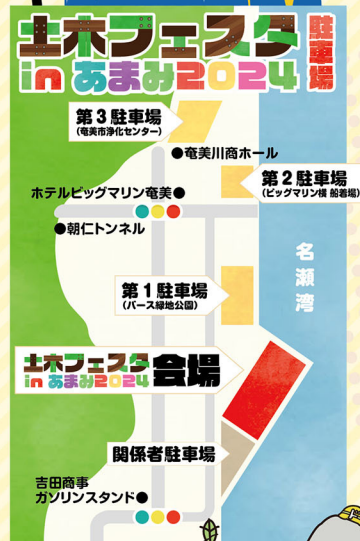 土木フェスタ
in あまみ2024
駐車場
第3駐車場
(奄美市浄化センター)
●奄美川商ホール
第2駐車場
(ビッグマリン横 船着場)
ホテルビッグマリン奄美●
●朝仁トンネル
名瀬湾
第1駐車場
(バース緑地公園)
土木フェスタ
in あまみ2024
会場
関係者駐車場
吉田商事
ガソリンスタンド●